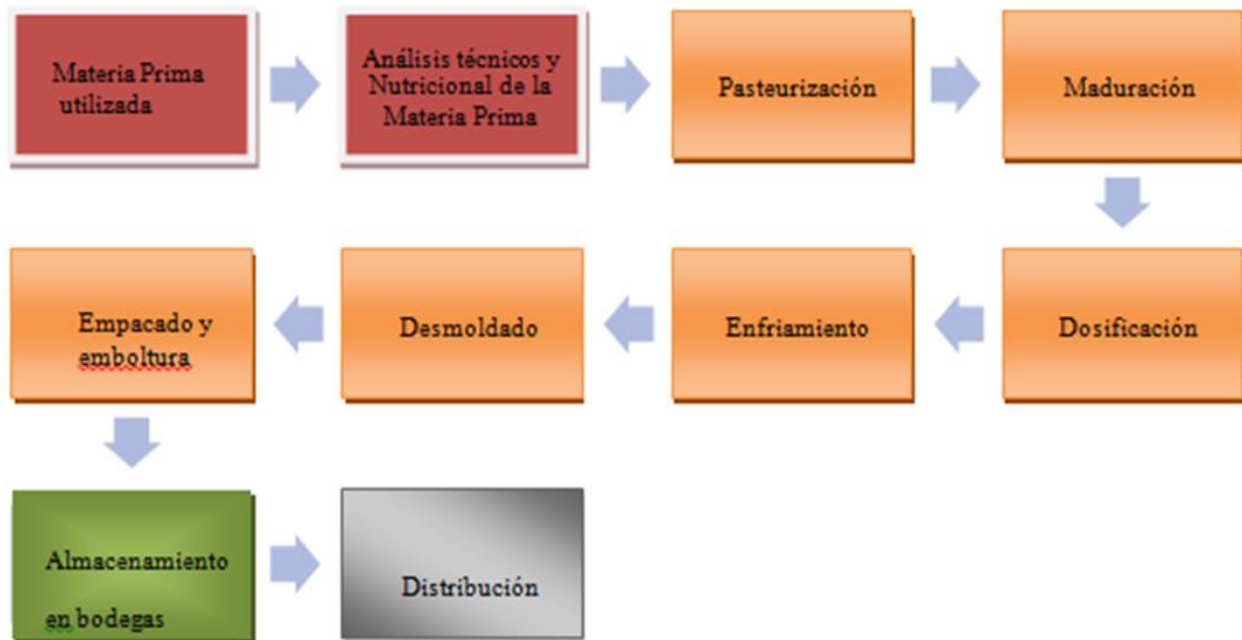 Materia Prima
utilizada
Análisis técnicos y
Nutricional de la
Materia Prima
Pasteurización
Maduración
Dosificación
Enfriamiento
Desmoldado
Empacado y
emboltura
Almacenamiento
en bodegas
Distribución